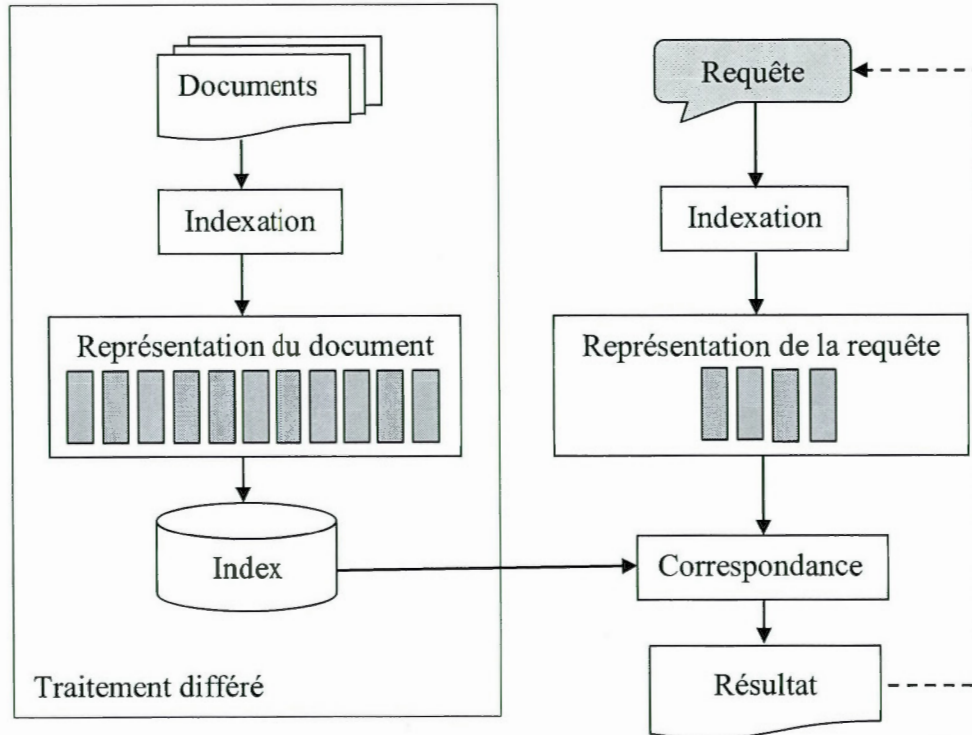 Documents
Indexation
Représentation du document
Index
Traitement différé
Requête
Indexation
Représentation de la requête
Correspondance
Résultat